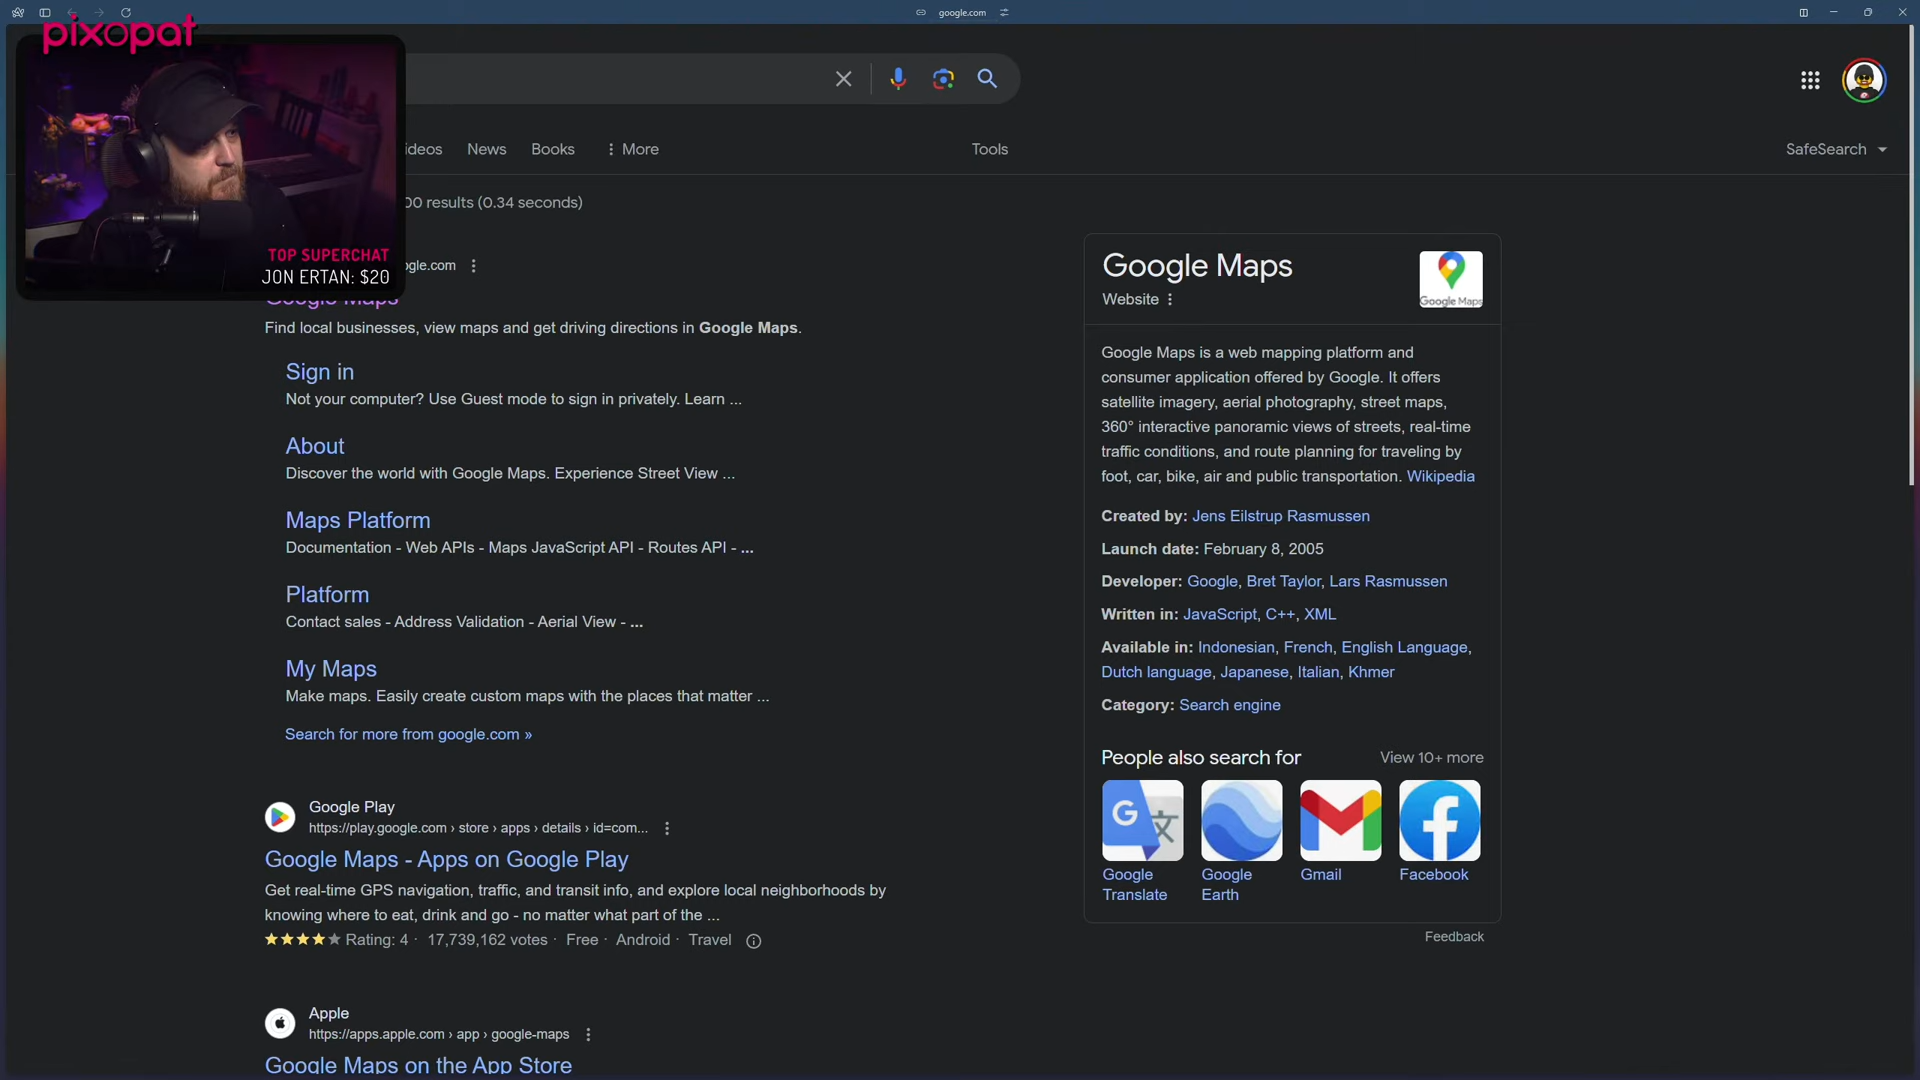 google.com
pixopat
TOP SUPERCHAT
JON ERTAN: $20
ideos
News
Books
More
Tools
SafeSearch
00 results (0.34 seconds)
ogle.com
Google Maps
Find local businesses, view maps and get driving directions in Google Maps.
Sign in
Not your computer? Use Guest mode to sign in privately. Learn ...
About
Discover the world with Google Maps. Experience Street View ...
Maps Platform
Documentation - Web APIs - Maps JavaScript API - Routes API - ...
Platform
Contact sales - Address Validation - Aerial View - ...
My Maps
Make maps. Easily create custom maps with the places that matter ...
Search for more from google.com »
Google Play
https://play.google.com › store › apps › details › id=com...
Google Maps - Apps on Google Play
Get real-time GPS navigation, traffic, and transit info, and explore local neighborhoods by
knowing where to eat, drink and go - no matter what part of the ...
Rating: 4 · 17,739,162 votes · Free · Android · Travel
Apple
https://apps.apple.com › app › google-maps
Google Maps on the App Store
Google Maps
Website
Google Maps
Google Maps is a web mapping platform and
consumer application offered by Google. It offers
satellite imagery, aerial photography, street maps,
360° interactive panoramic views of streets, real-time
traffic conditions, and route planning for traveling by
foot, car, bike, air and public transportation. Wikipedia
Created by: Jens Eilstrup Rasmussen
Launch date: February 8, 2005
Developer: Google, Bret Taylor, Lars Rasmussen
Written in: JavaScript, C++, XML
Available in: Indonesian, French, English Language,
Dutch language, Japanese, Italian, Khmer
Category: Search engine
People also search for
View 10+ more
Google
Translate
Google
Earth
Gmail
Facebook
Feedback